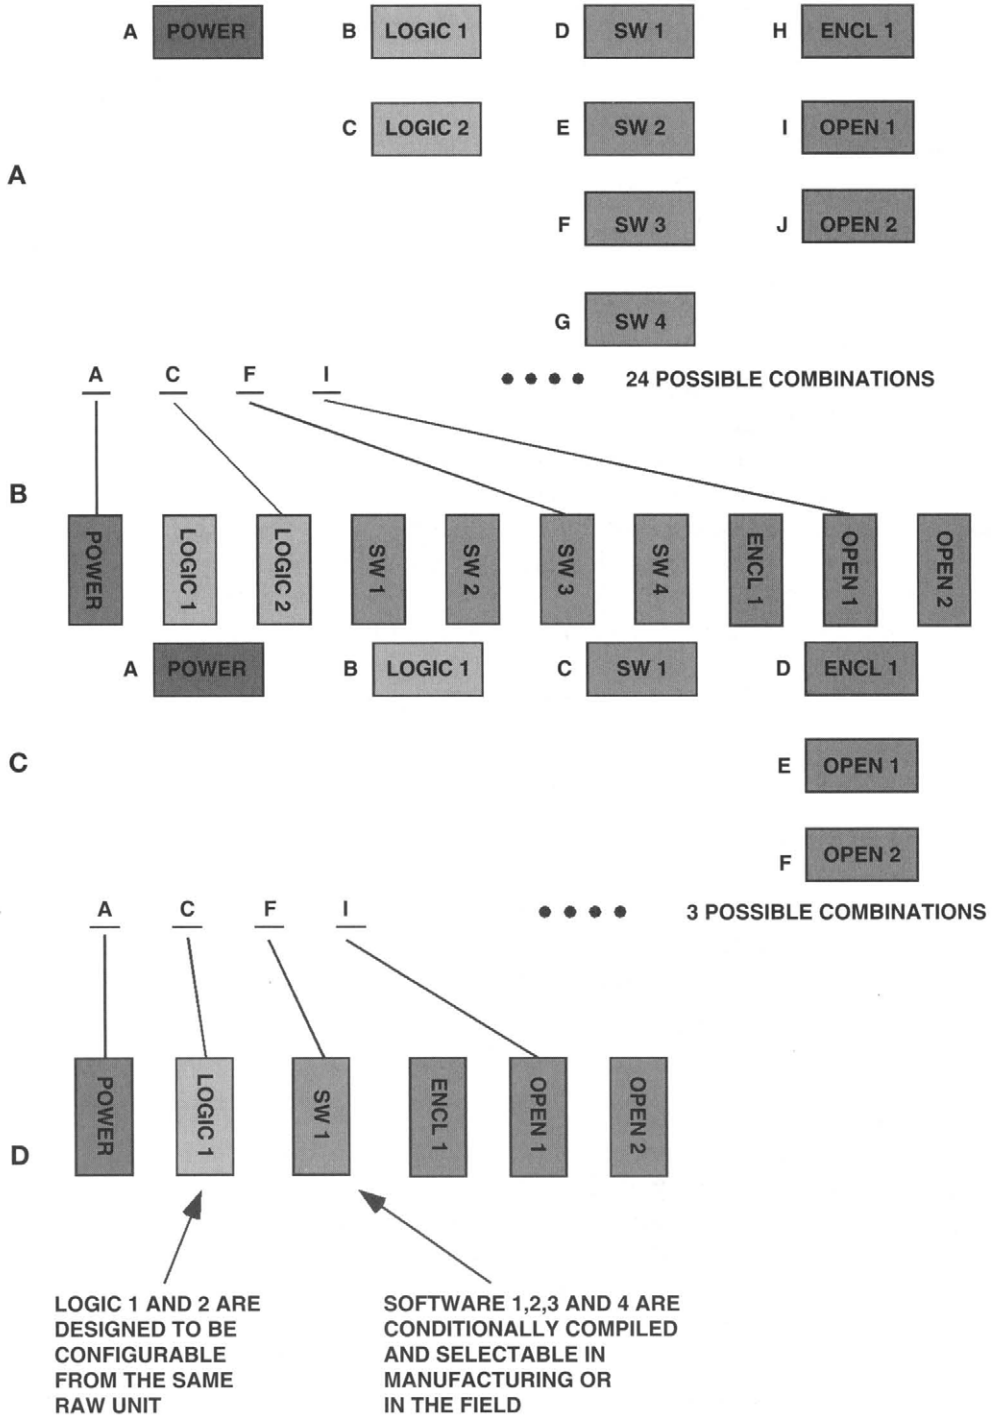 A POWER B LOGIC 1 D SW 1 H ENCL 1
C LOGIC 2 E SW 2 I OPEN 1
A
F SW 3 J OPEN 2
G SW 4
A C F I 24 POSSIBLE COMBINATIONS
B
POWER LOGIC 1 LOGIC 2 SW 1 SW 2 SW 3 SW 4 ENCL 1 OPEN 1 OPEN 2
A POWER B LOGIC 1 C SW 1 D ENCL 1
C
E OPEN 1
F OPEN 2
A C F I 3 POSSIBLE COMBINATIONS
POWER LOGIC 1 SW 1 ENCL 1 OPEN 1 OPEN 2
D
LOGIC 1 AND 2 ARE
DESIGNED TO BE
CONFIGURABLE
FROM THE SAME
RAW UNIT
SOFTWARE 1,2,3 AND 4 ARE
CONDITIONALLY COMPILED
AND SELECTABLE IN
MANUFACTURING OR
IN THE FIELD